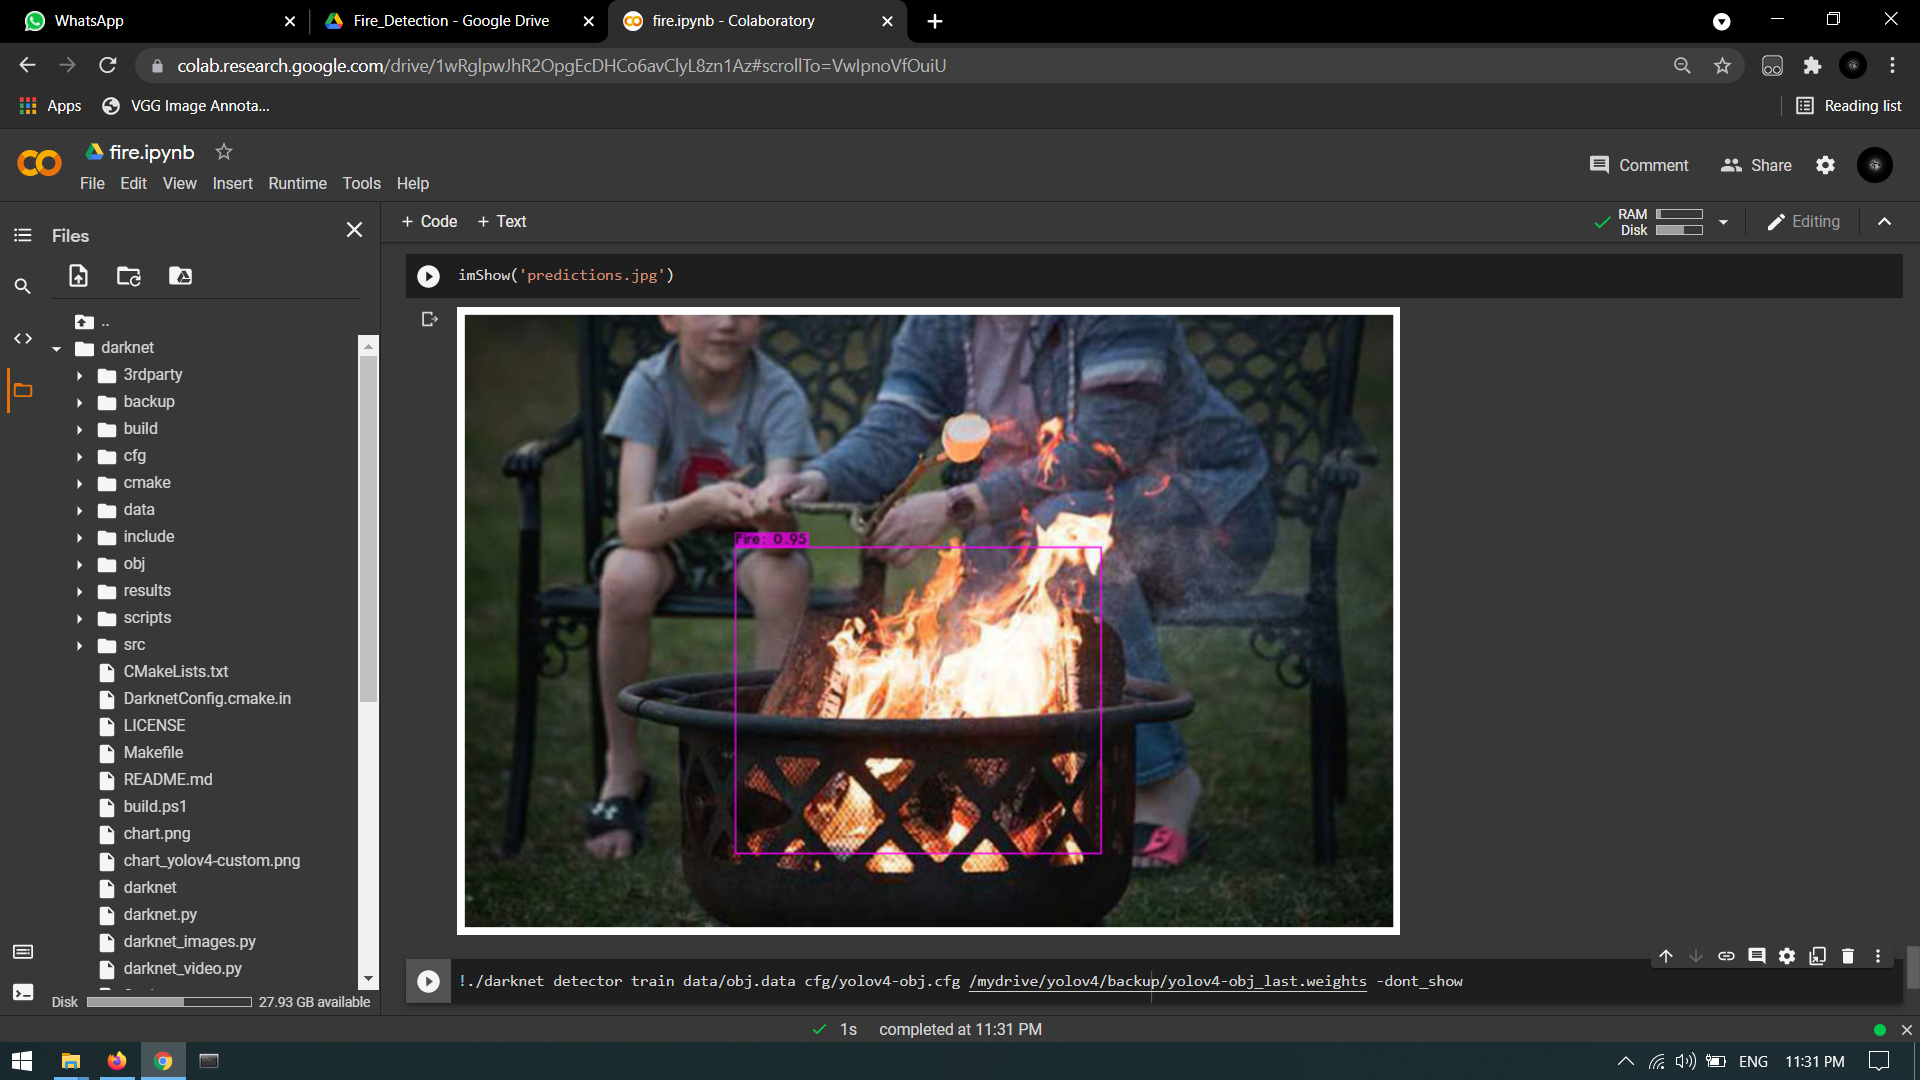 WhatsApp
Fire_Detection - Google Drive
fire.ipynb - Colaboratory
colab.research.google.com/drive/1wRglpwJhR2OpgEcDHCo6avClyL8zn1Az#scrollTo=VwIpnoVfOuiU
Apps
VGG Image Annota...
Reading list
fire.ipynb
File Edit View Insert Runtime Tools Help
Comment
Share
Files
+ Code + Text
RAM
Disk
Editing
..
darknet
3rdparty
backup
build
cfg
cmake
data
include
obj
results
scripts
src
CMakeLists.txt
DarknetConfig.cmake.in
LICENSE
Makefile
README.md
build.ps1
chart.png
chart_yolov4-custom.png
darknet
darknet.py
darknet_images.py
darknet_video.py
Disk
27.93 GB available
imShow('predictions.jpg')
Fire: 0.95
!./darknet detector train data/obj.data cfg/yolov4-obj.cfg /mydrive/yolov4/backup/yolov4-obj_last.weights -dont_show
1s completed at 11:31 PM
ENG
11:31 PM